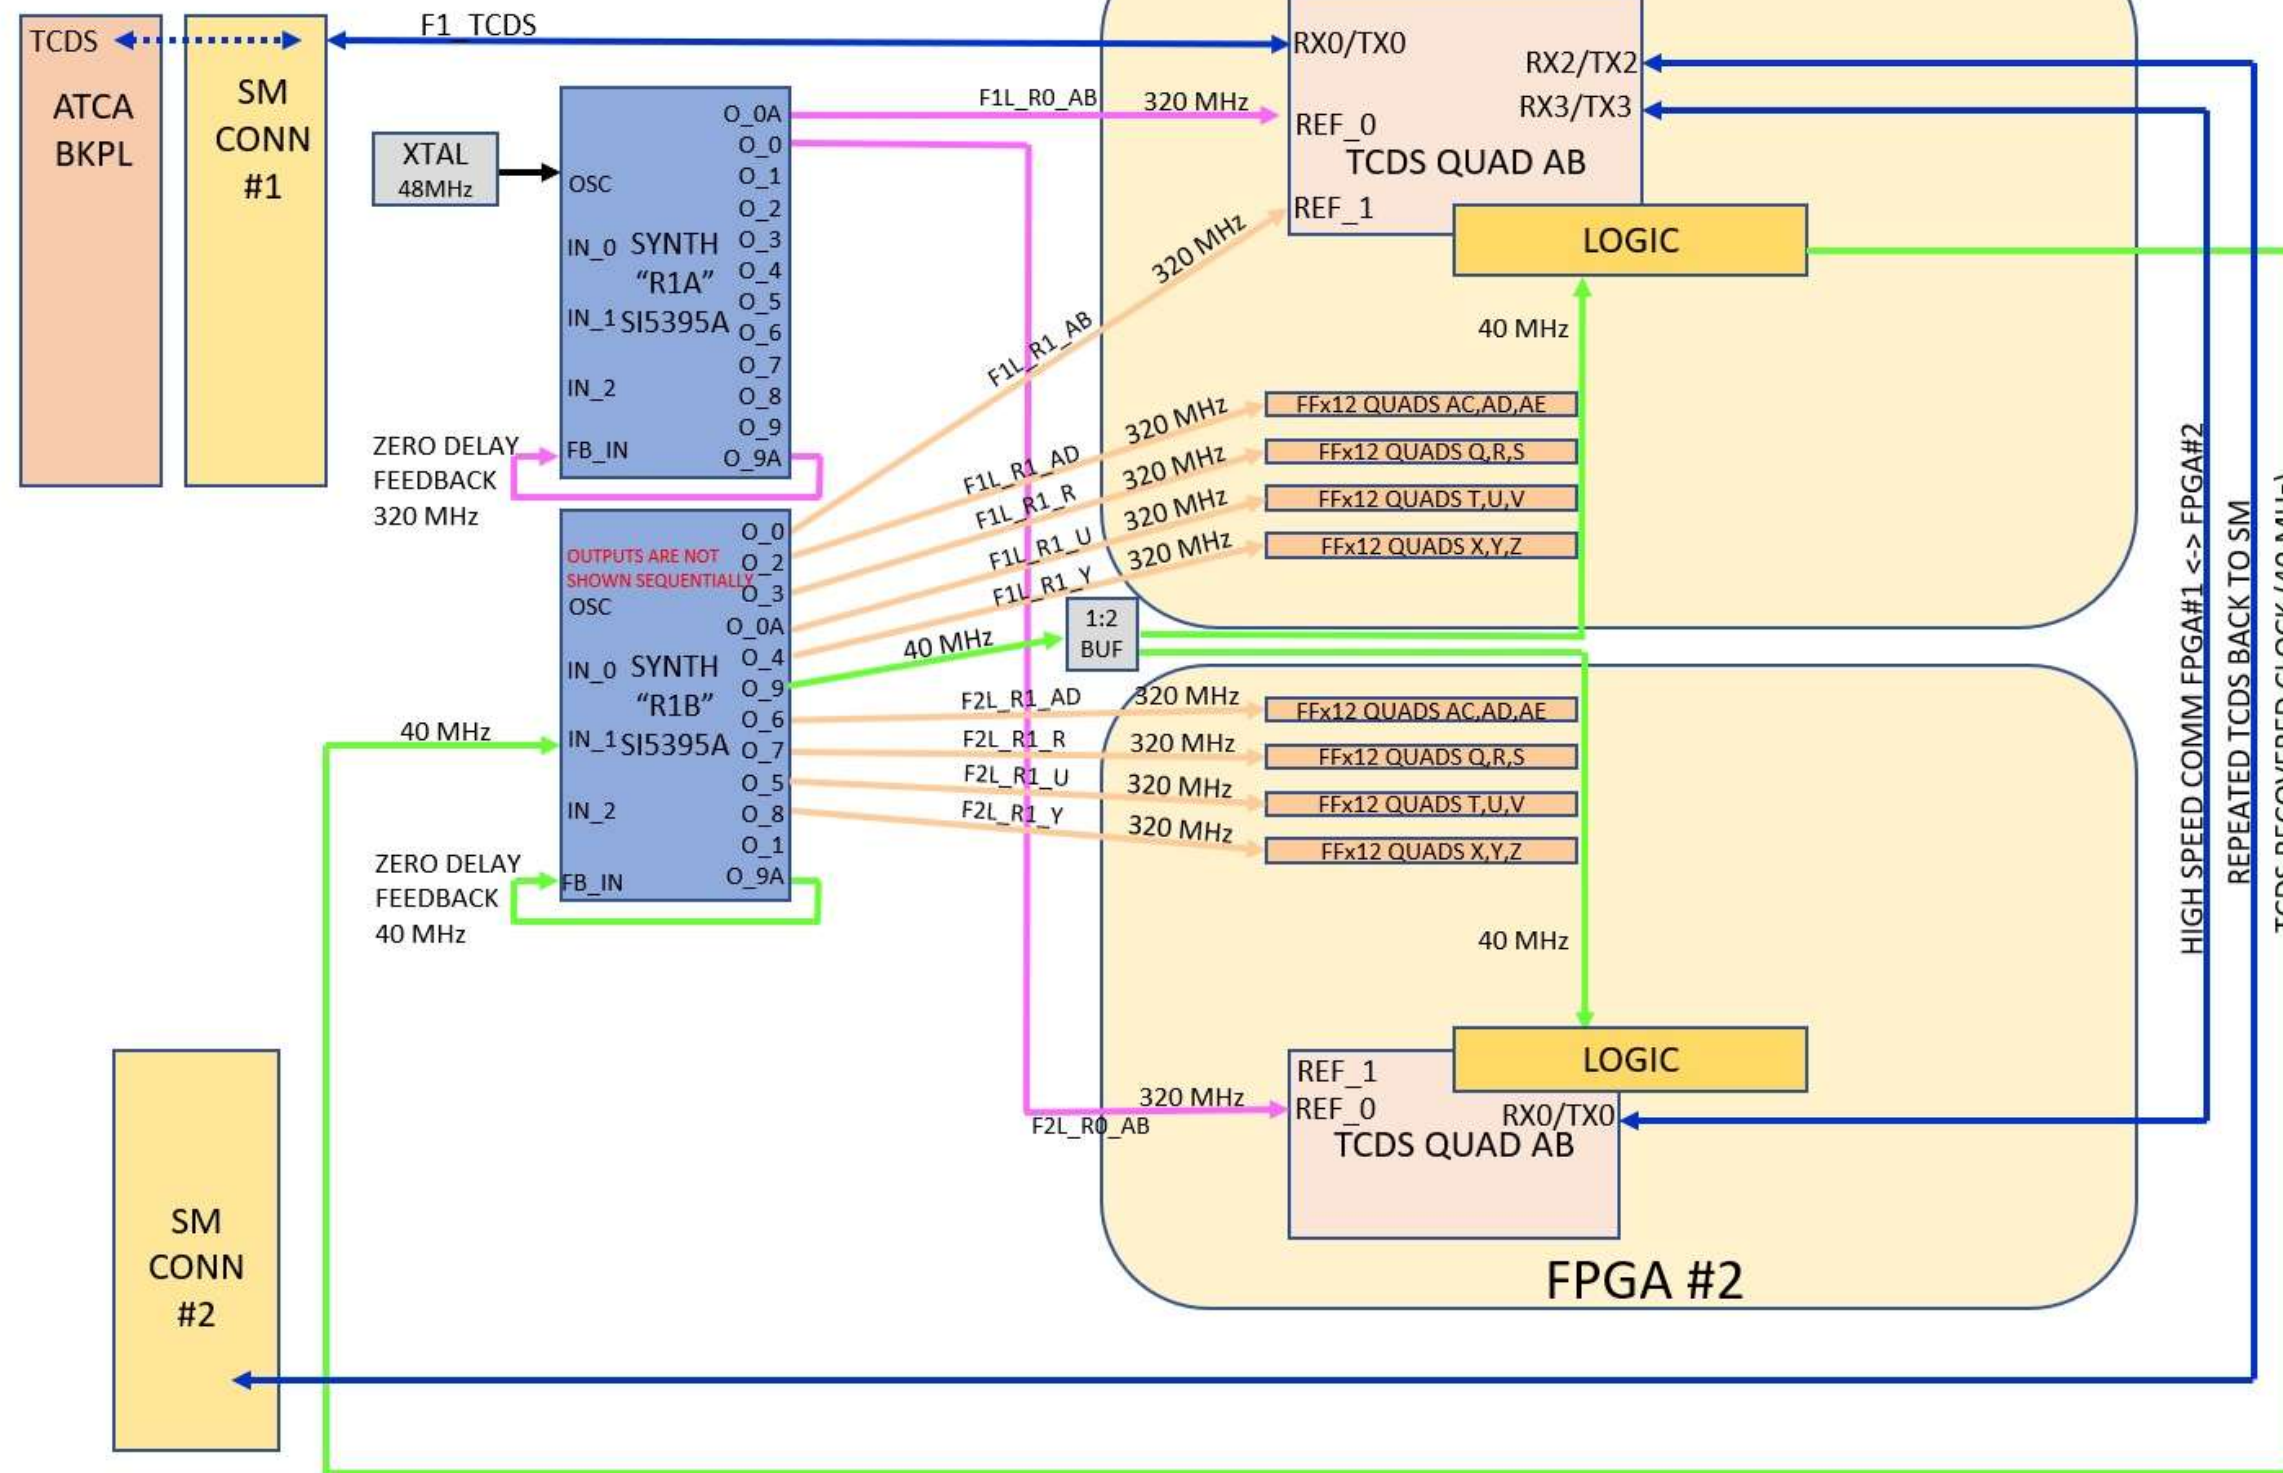 TCDS
ATCA
BKPL
SM
CONN
#1
F1_TCDS
XTAL
48MHz
OSC
IN_0
SYNTH
“R1A”
IN_1
SI5395A
IN_2
FB_IN
O_0A
O_0
O_1
O_2
O_3
O_4
O_5
O_6
O_7
O_8
O_9
O_9A
ZERO DELAY
FEEDBACK
320 MHz
F1L_R0_AB
320 MHz
RX0/TX0
RX2/TX2
RX3/TX3
REF_0
TCDS QUAD AB
REF_1
LOGIC
320 MHz
F1L_R1_AB
40 MHz
F1L_R1_AD
320 MHz
FFx12 QUADS AC,AD,AE
F1L_R1_R
320 MHz
FFx12 QUADS Q,R,S
F1L_R1_U
320 MHz
FFx12 QUADS T,U,V
F1L_R1_Y
320 MHz
FFx12 QUADS X,Y,Z
OUTPUTS ARE NOT
SHOWN SEQUENTIALLY
OSC
IN_0
SYNTH
“R1B”
IN_1
SI5395A
IN_2
FB_IN
O_0
O_2
O_3
O_0A
O_4
O_9
O_6
O_7
O_5
O_8
O_1
O_9A
40 MHz
1:2
BUF
40 MHz
ZERO DELAY
FEEDBACK
40 MHz
F2L_R1_AD
320 MHz
FFx12 QUADS AC,AD,AE
F2L_R1_R
320 MHz
FFx12 QUADS Q,R,S
F2L_R1_U
320 MHz
FFx12 QUADS T,U,V
F2L_R1_Y
320 MHz
FFx12 QUADS X,Y,Z
40 MHz
LOGIC
REF_1
320 MHz
REF_0
RX0/TX0
F2L_R0_AB
TCDS QUAD AB
FPGA #2
SM
CONN
#2
HIGH SPEED COMM FPGA#1 <-> FPGA#2
REPEATED TCDS BACK TO SM
TCDS RECOVERED CLOCK (40 MHz)